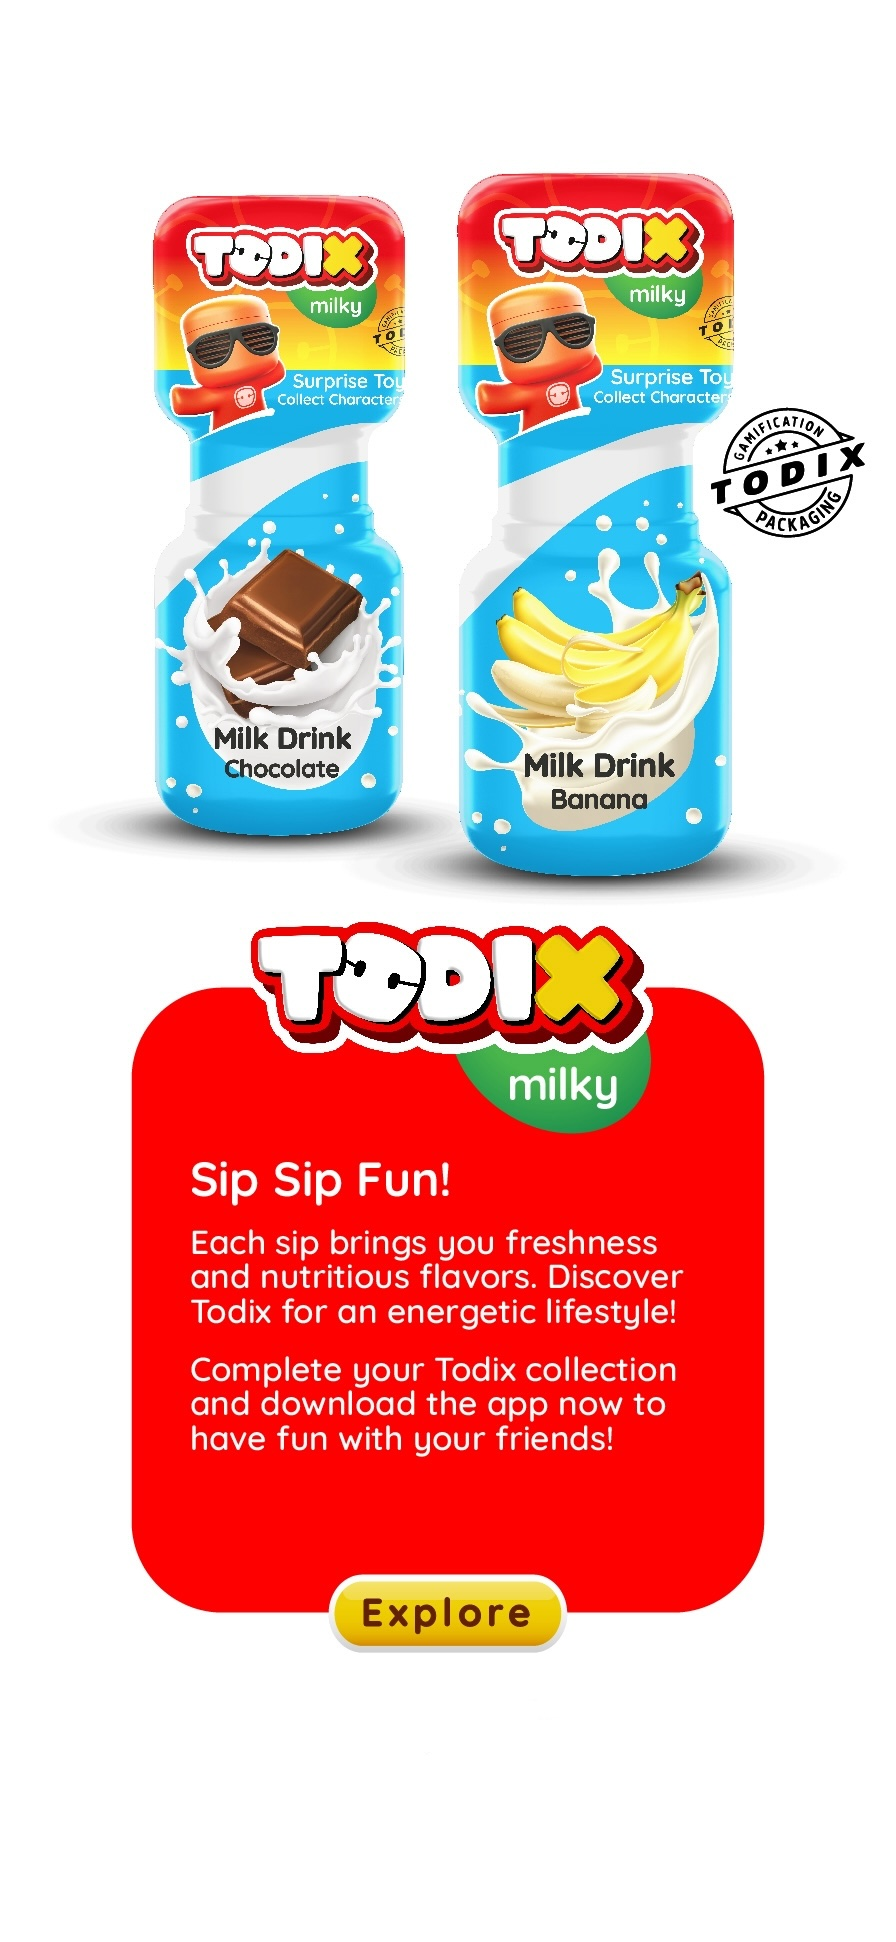 TODIX
milky
Surprise Toy
Collect Characters
Milk Drink
Chocolate
TODIX
milky
Surprise Toy
Collect Characters
Milk Drink
Banana
GAMIFICATION
TODIX
PACKAGING
TODIX
milky
Sip Sip Fun!
Each sip brings you freshness
and nutritious flavors. Discover
Todix for an energetic lifestyle!
Complete your Todix collection
and download the app now to
have fun with your friends!
Explore